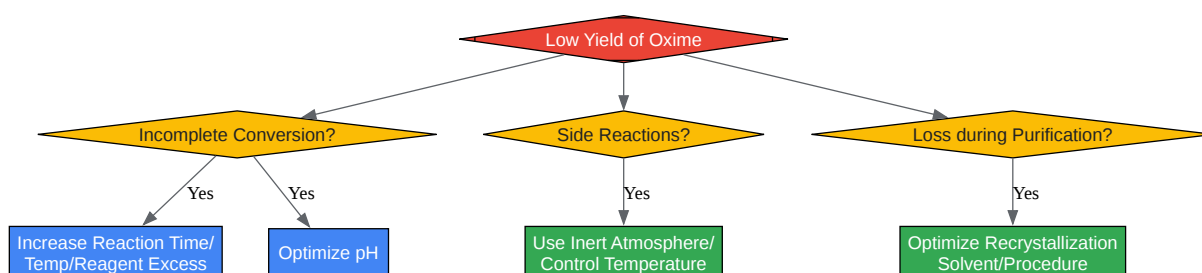 Low Yield of Oxime
Incomplete Conversion?
Side Reactions?
Loss during Purification?
Yes
Yes
Yes
Yes
Increase Reaction Time/
Temp/Reagent Excess
Optimize pH
Use Inert Atmosphere/
Control Temperature
Optimize Recrystallization
Solvent/Procedure